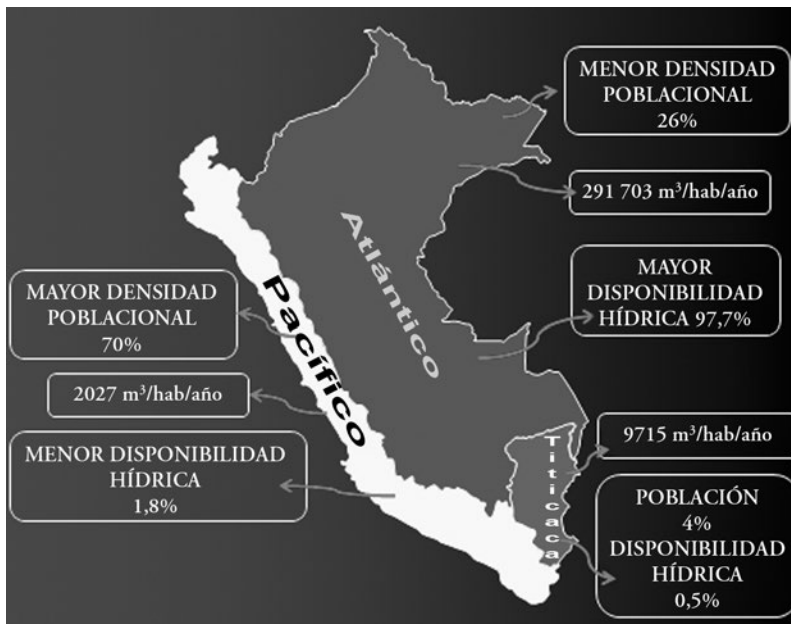 MENOR DENSIDAD
POBLACIONAL
26%
291 703 m³/hab/año
Atlántico
MAYOR
DISPONIBILIDAD
HÍDRICA 97,7%
MAYOR DENSIDAD
POBLACIONAL
70%
Pacífico
2027 m³/hab/año
MENOR DISPONIBILIDAD
HÍDRICA
1,8%
Titicaca
9715 m³/hab/año
POBLACIÓN
4%
DISPONIBILIDAD
HÍDRICA
0,5%